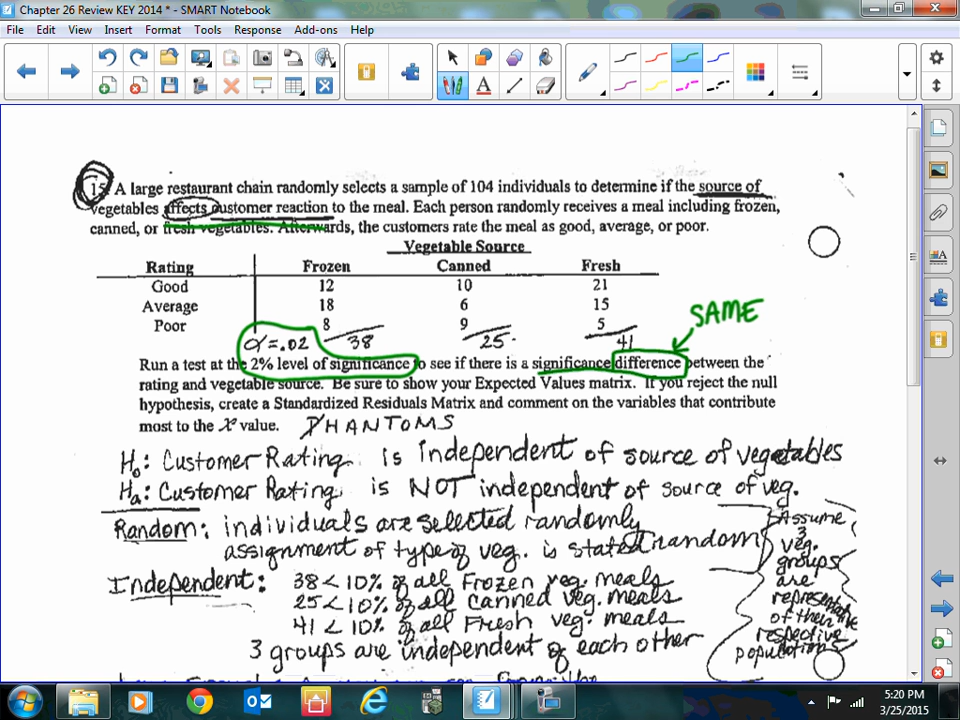 Chapter 26 Review KEY 2014 * - SMART Notebook
File Edit View Insert Format Tools Response Add-ons Help
15. A large restaurant chain randomly selects a sample of 104 individuals to determine if the source of
vegetables affects customer reaction to the meal. Each person randomly receives a meal including frozen,
canned, or fresh vegetables. Afterwards, the customers rate the meal as good, average, or poor.
Vegetable Source
Rating Frozen Canned Fresh
Good 12 10 21
Average 18 6 15
Poor 8 9 5
α=.02 38 25 41
SAME
Run a test at the 2% level of significance to see if there is a significance difference between the
rating and vegetable source. Be sure to show your Expected Values matrix. If you reject the null
hypothesis, create a Standardized Residuals Matrix and comment on the variables that contribute
most to the X² value. PHANTOMS
H₀: Customer Rating is independent of source of vegetables
Hₐ: Customer Rating is NOT independent of source of veg.
Random: individuals are selected randomly
assignment of type of veg. is stated random
Independent: 38 < 10% of all Frozen veg. meals
25 < 10% of all Canned veg. meals
41 < 10% of all Fresh veg. meals
3 groups are independent of each other
Assume
3
veg.
groups
are
of their
respective
populations
5:20 PM
3/25/2015